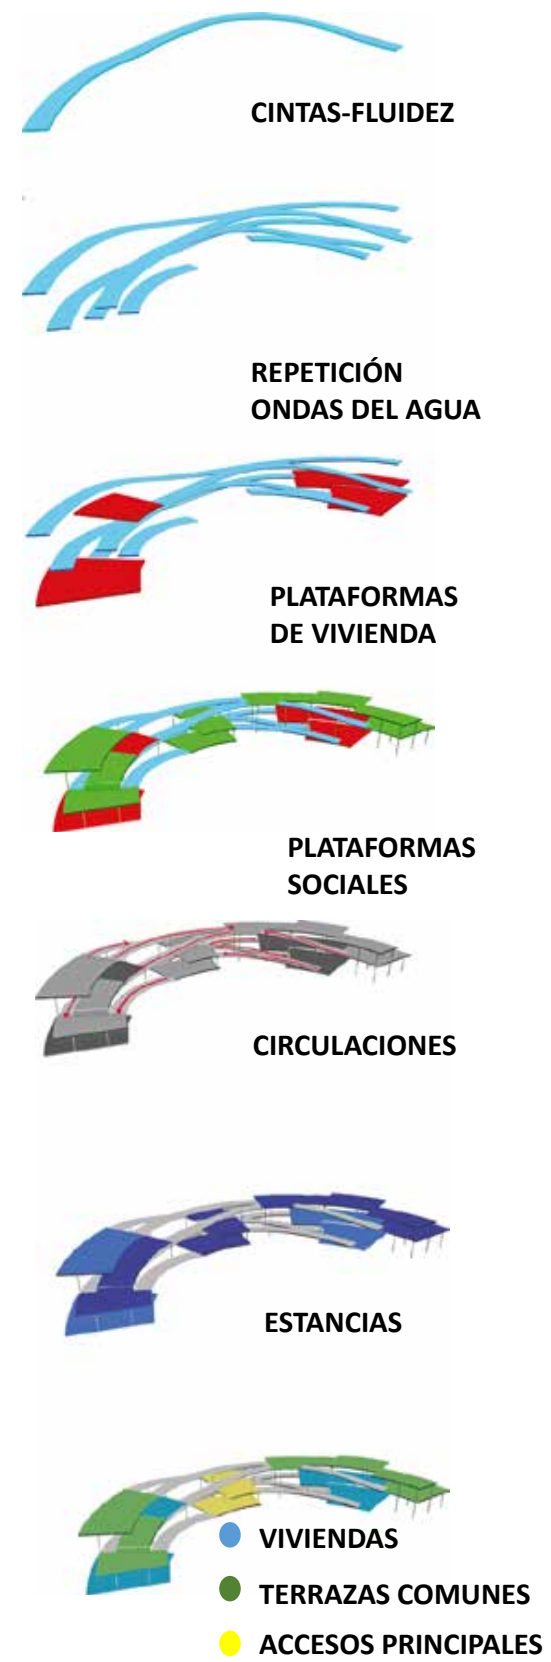 CINTAS-FLUIDEZ
REPETICIÓN
ONDAS DEL AGUA
PLATAFORMAS
DE VIVIENDA
PLATAFORMAS
SOCIALES
CIRCULACIONES
ESTANCIAS
VIVIENDAS
TERRAZAS COMUNES
ACCESOS PRINCIPALES